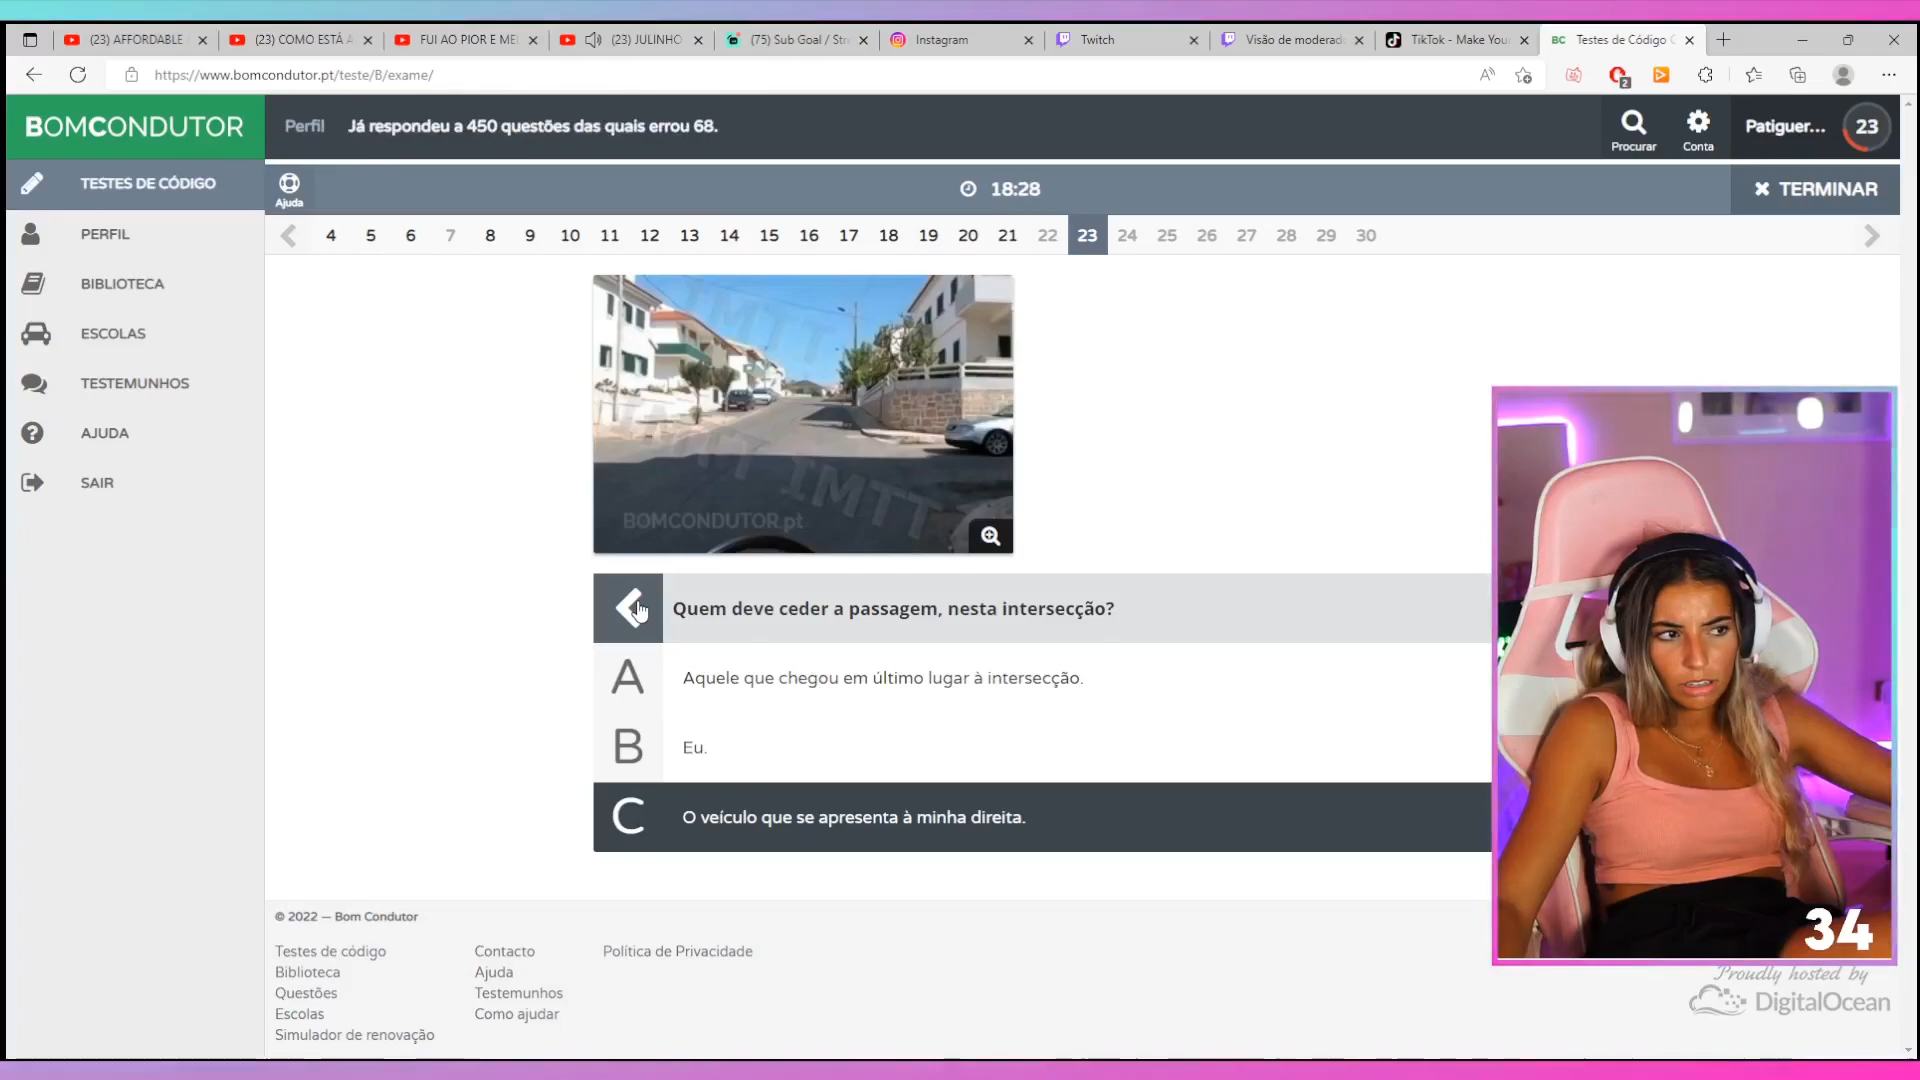 (23) AFFORDABLE
(23) COMO ESTÁ A
FUI AO PIOR E ME
(23) JULINHO
(75) Sub Goal / Str
Instagram
Twitch
Visão de moderad
TikTok - Make You
BC Testes de Código
https://www.bomcondutor.pt/teste/B/exame/
2
BOMCONDUTOR
Perfil
Já respondeu a 450 questões das quais errou 68.
Procurar
Conta
Patiguer...
23
TESTES DE CÓDIGO
Ajuda
18:28
TERMINAR
4 5 6 7 8 9 10 11 12 13 14 15 16 17 18 19 20 21 22 23 24 25 26 27 28 29 30
PERFIL
BIBLIOTECA
ESCOLAS
TESTEMUNHOS
AJUDA
SAIR
IMTT
IMTT IMTT
BOMCONDUTOR.pt
Quem deve ceder a passagem, nesta intersecção?
A Aquele que chegou em último lugar à intersecção.
B Eu.
C O veículo que se apresenta à minha direita.
34
© 2022 — Bom Condutor
Testes de código
Biblioteca
Questões
Escolas
Simulador de renovação
Contacto
Ajuda
Testemunhos
Como ajudar
Política de Privacidade
Proudly hosted by
DigitalOcean